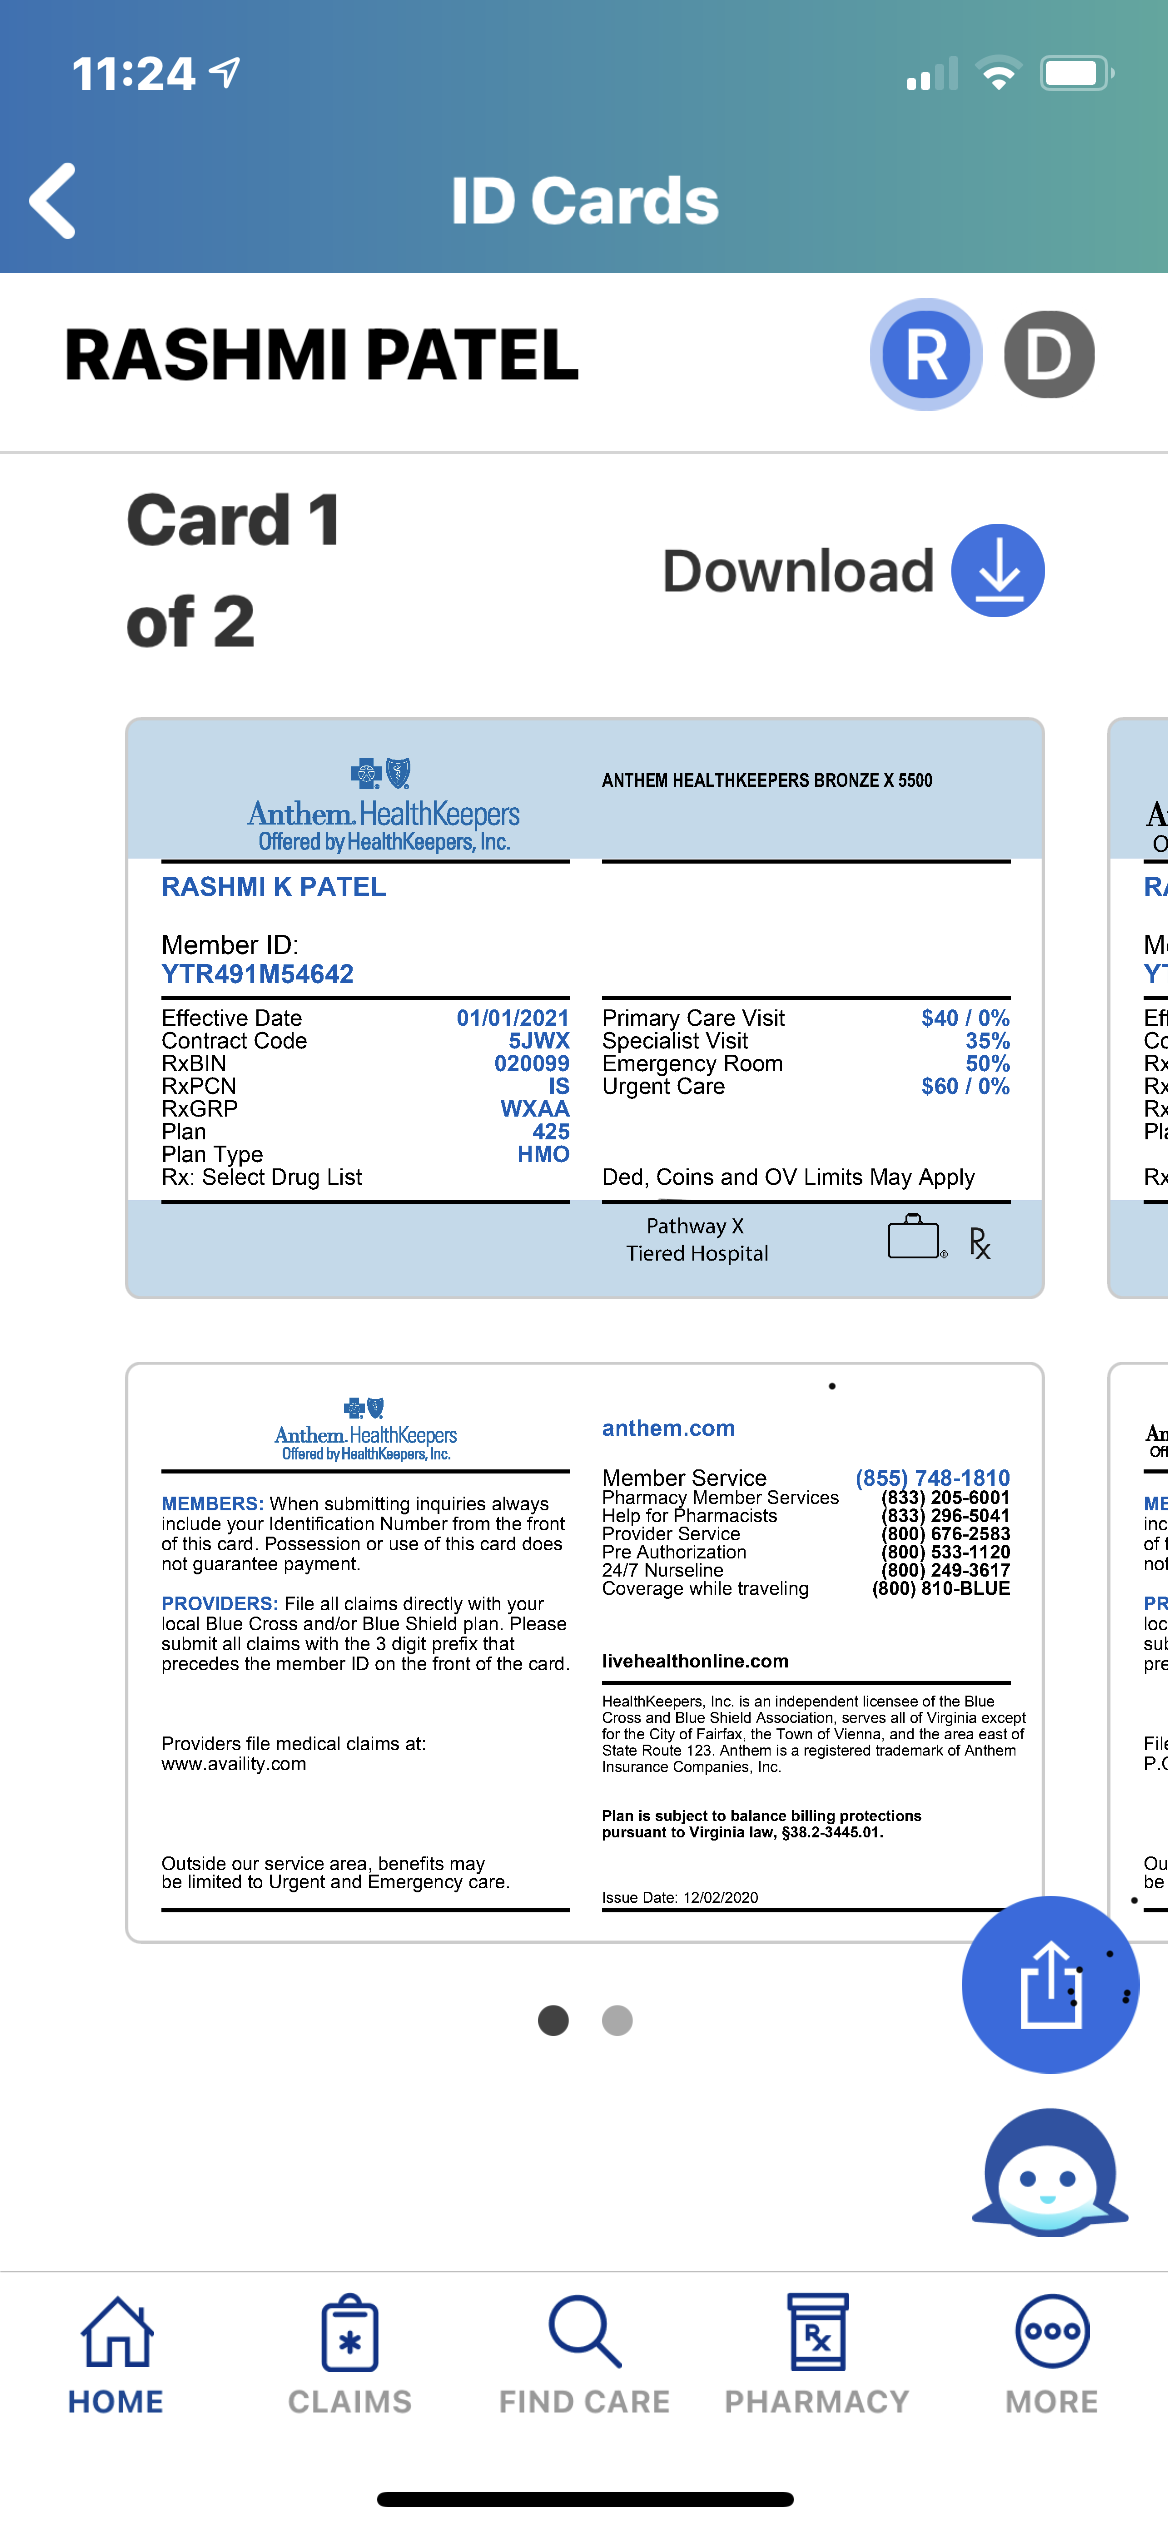 11:24
ID Cards
RASHMI PATEL
R D
Card 1
of 2
Download
Anthem. HealthKeepers
Offered by HealthKeepers, Inc.
ANTHEM HEALTHKEEPERS BRONZE X 5500
RASHMI K PATEL
Member ID:
YTR491M54642
Effective Date 01/01/2021
Contract Code 5JWX
RxBIN 020099
RxPCN IS
RxGRP WXAA
Plan 425
Plan Type HMO
Rx: Select Drug List
Primary Care Visit $40 / 0%
Specialist Visit 35%
Emergency Room 50%
Urgent Care $60 / 0%
Ded, Coins and OV Limits May Apply
Pathway X
Tiered Hospital
Rx
Anthem. HealthKeepers
Offered by HealthKeepers, Inc.
MEMBERS: When submitting inquiries always
include your Identification Number from the front
of this card. Possession or use of this card does
not guarantee payment.
PROVIDERS: File all claims directly with your
local Blue Cross and/or Blue Shield plan. Please
submit all claims with the 3 digit prefix that
precedes the member ID on the front of the card.
Providers file medical claims at:
www.availity.com
Outside our service area, benefits may
be limited to Urgent and Emergency care.
anthem.com
Member Service (855) 748-1810
Pharmacy Member Services (833) 205-6001
Help for Pharmacists (833) 296-5041
Provider Service (800) 676-2583
Pre Authorization (800) 533-1120
24/7 Nurseline (800) 249-3617
Coverage while traveling (800) 810-BLUE
livehealthonline.com
HealthKeepers, Inc. is an independent licensee of the Blue
Cross and Blue Shield Association, serves all of Virginia except
for the City of Fairfax, the Town of Vienna, and the area east of
State Route 123. Anthem is a registered trademark of Anthem
Insurance Companies, Inc.
Plan is subject to balance billing protections
pursuant to Virginia law, §38.2-3445.01.
Issue Date: 12/02/2020
HOME
CLAIMS
FIND CARE
PHARMACY
MORE